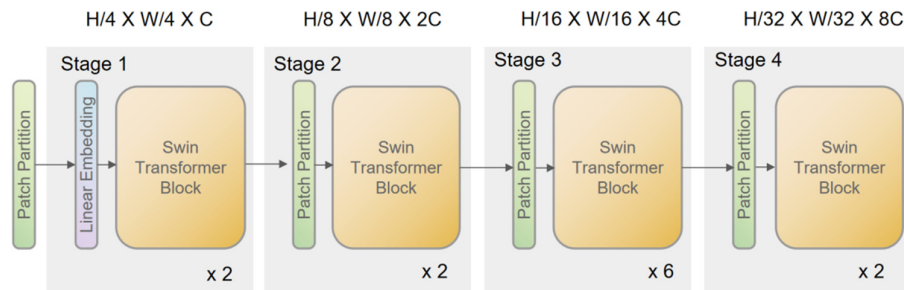 H/4 X W/4 X C
H/8 X W/8 X 2C
H/16 X W/16 X 4C
H/32 X W/32 X 8C
Patch Partition
Stage 1
Linear Embedding
Swin
Transformer
Block
x 2
Stage 2
Patch Partition
Swin
Transformer
Block
x 2
Stage 3
Patch Partition
Swin
Transformer
Block
x 6
Stage 4
Patch Partition
Swin
Transformer
Block
x 2